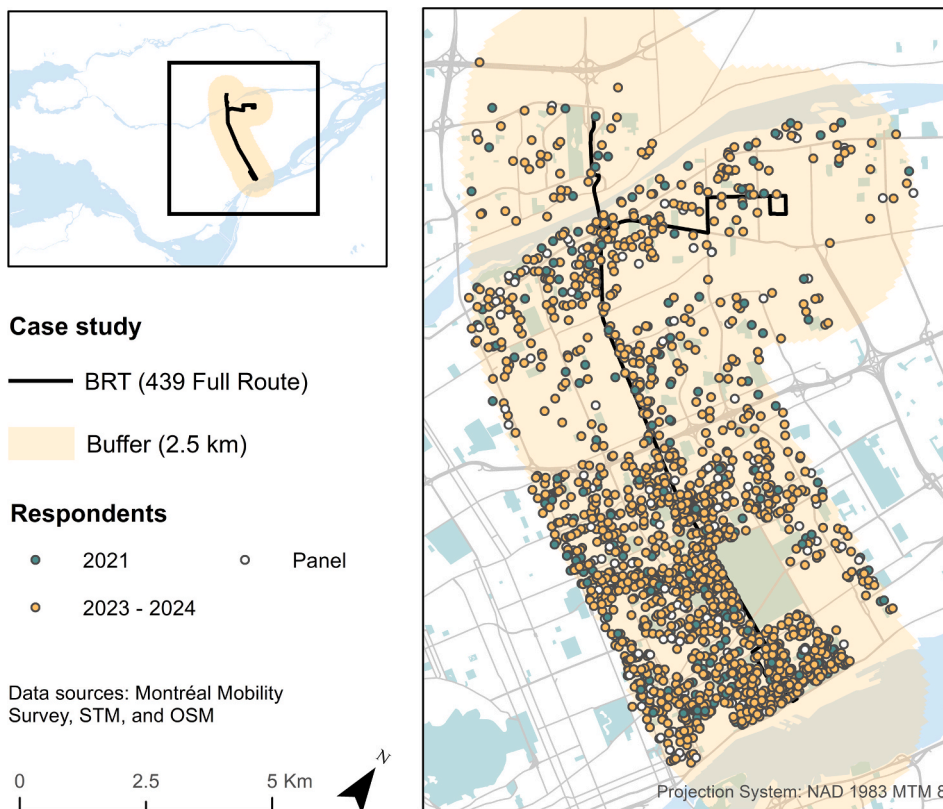 Case study
BRT (439 Full Route)
Buffer (2.5 km)
Respondents
2021
Panel
2023 - 2024
Data sources: Montréal Mobility
Survey, STM, and OSM
N
0 2.5 5 Km
Projection System: NAD 1983 MTM 8